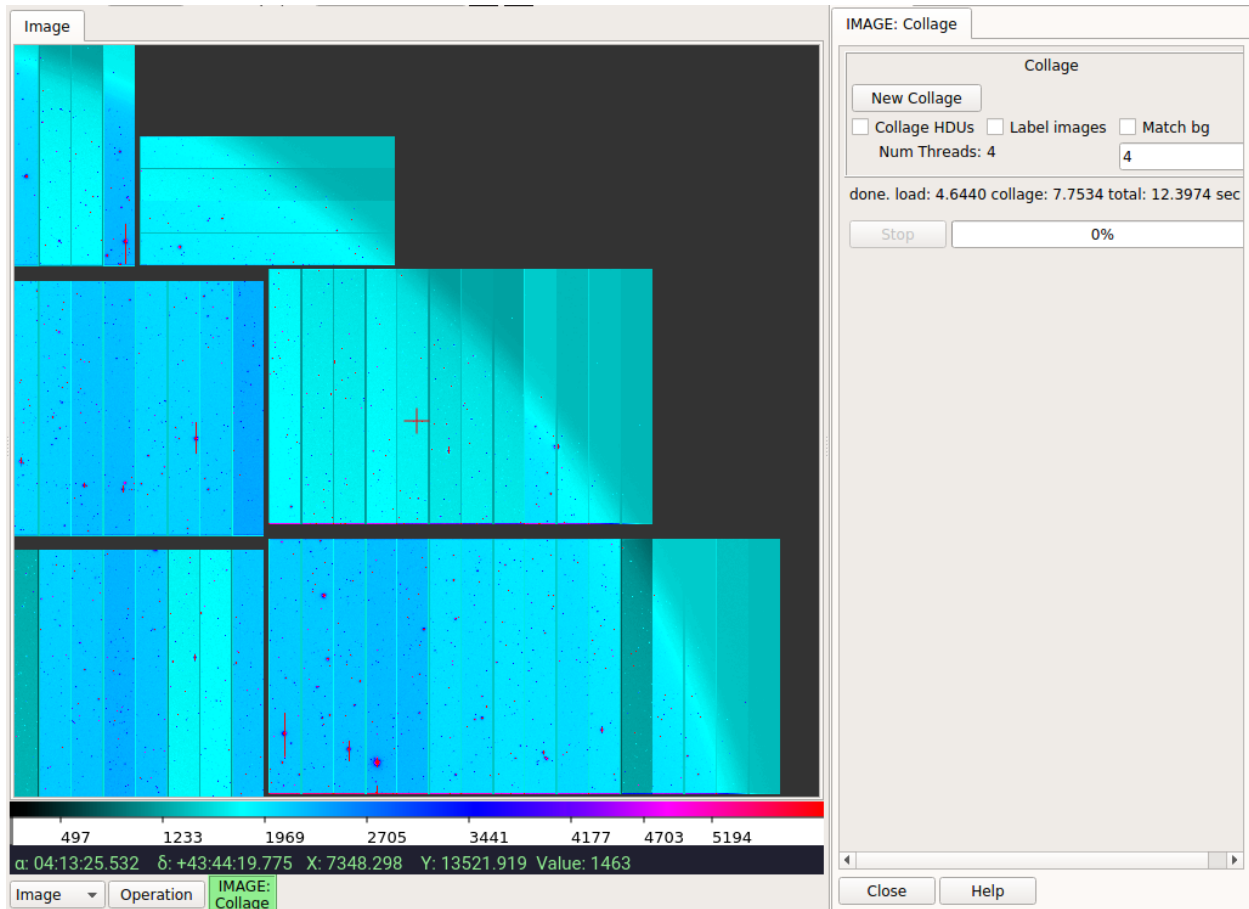 Image
IMAGE: Collage
Collage
New Collage
Collage HDUs Label images Match bg
Num Threads: 4 4
done. load: 4.6440 collage: 7.7534 total: 12.3974 sec
Stop 0%
497 1233 1969 2705 3441 4177 4703 5194
α: 04:13:25.532 δ: +43:44:19.775 X: 7348.298 Y: 13521.919 Value: 1463
Image Operation IMAGE: Collage
Close Help